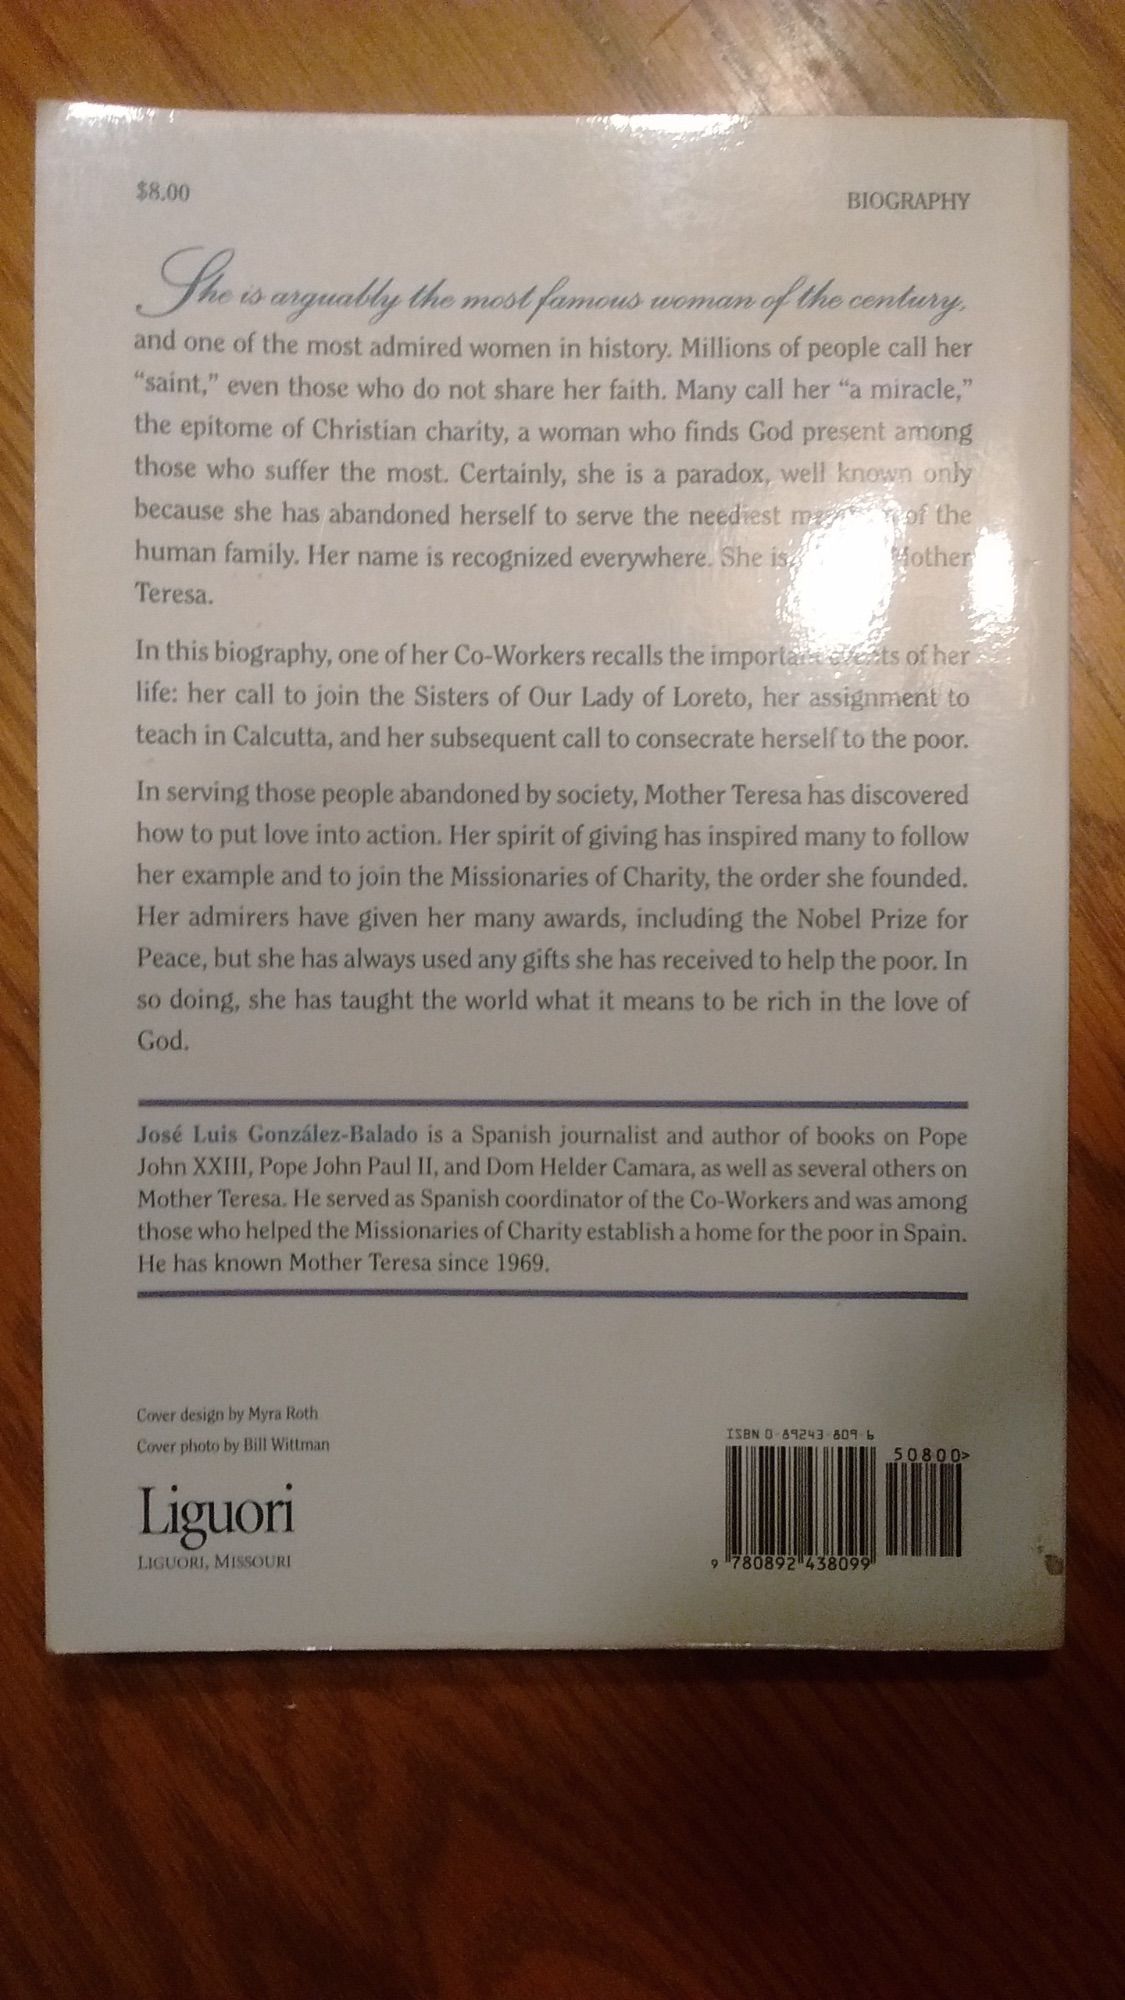 $8.00
BIOGRAPHY
She is arguably the most famous woman of the century,
and one of the most admired women in history. Millions of people call her
“saint,” even those who do not share her faith. Many call her “a miracle,”
the epitome of Christian charity, a woman who finds God present among
those who suffer the most. Certainly, she is a paradox, well known only
because she has abandoned herself to serve the neediest of the
human family. Her name is recognized everywhere. She is Mother
Teresa.
In this biography, one of her Co-Workers recalls the important events of her
life: her call to join the Sisters of Our Lady of Loreto, her assignment to
teach in Calcutta, and her subsequent call to consecrate herself to the poor.
In serving those people abandoned by society, Mother Teresa has discovered
how to put love into action. Her spirit of giving has inspired many to follow
her example and to join the Missionaries of Charity, the order she founded.
Her admirers have given her many awards, including the Nobel Prize for
Peace, but she has always used any gifts she has received to help the poor. In
so doing, she has taught the world what it means to be rich in the love of
God.
José Luis González-Balado is a Spanish journalist and author of books on Pope
John XXIII, Pope John Paul II, and Dom Helder Camara, as well as several others on
Mother Teresa. He served as Spanish coordinator of the Co-Workers and was among
those who helped the Missionaries of Charity establish a home for the poor in Spain.
He has known Mother Teresa since 1969.
Cover design by Myra Roth
Cover photo by Bill Wittman
Liguori
LIGUORI, MISSOURI
ISBN 0-89243-809-6
50800>
9 780892 438099